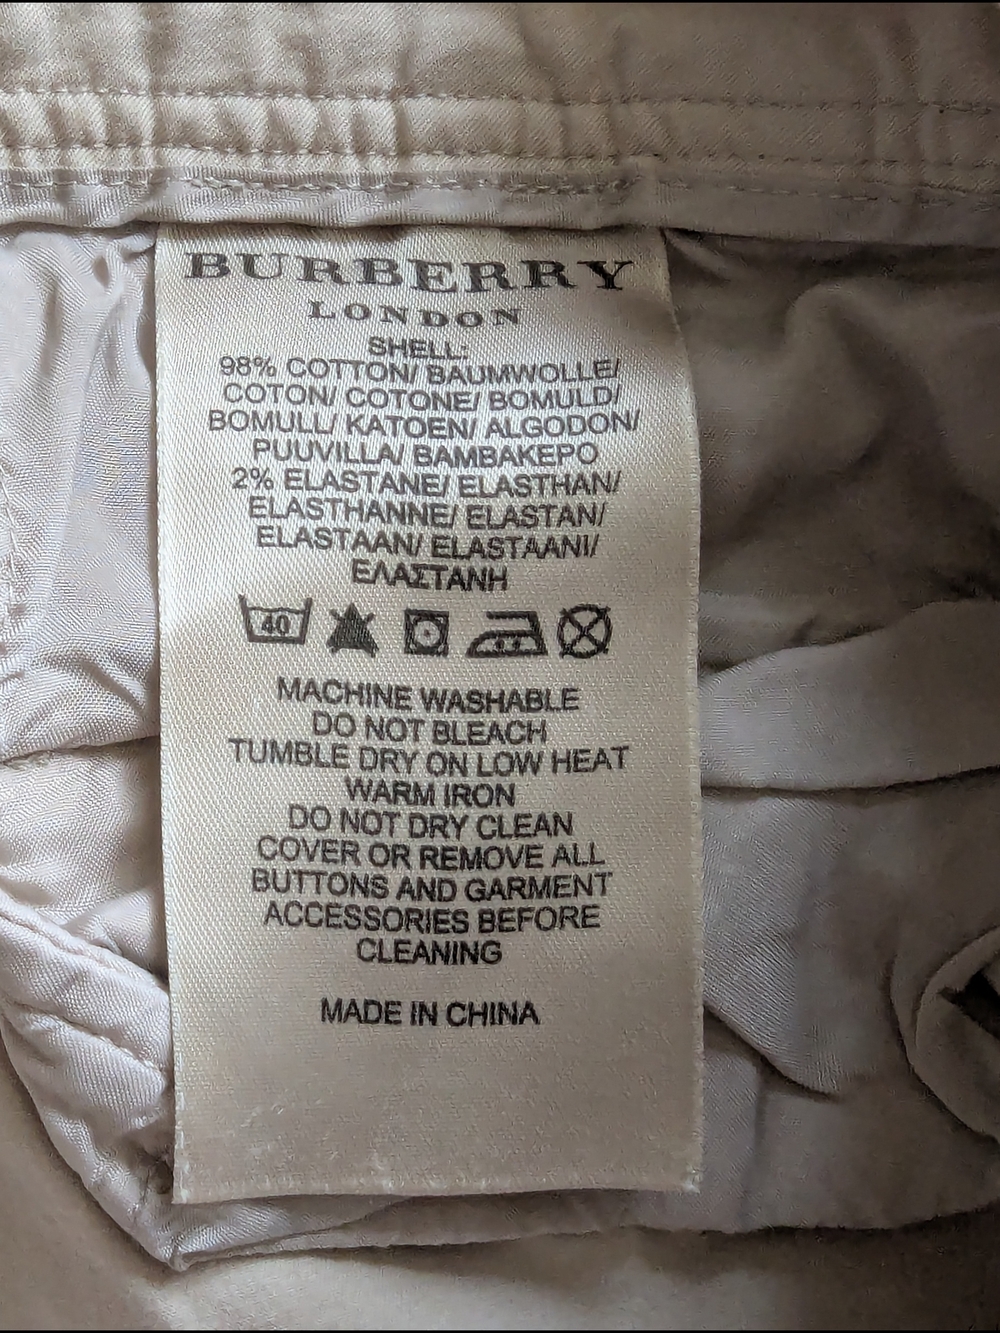 BURBERRY
LONDON
SHELL:
98% COTTON/ BAUMWOLLE/
COTON/ COTONE/ BOMULD/
BOMULL/ KATOEN/ ALGODON/
PUUVILLA/ BAMBAKEPO
2% ELASTANE/ ELASTHAN/
ELASTHANNE/ ELASTAN/
ELASTAAN/ ELASTAANI/
ΕΛΑΣΤΑΝΗ
40
MACHINE WASHABLE
DO NOT BLEACH
TUMBLE DRY ON LOW HEAT
WARM IRON
DO NOT DRY CLEAN
COVER OR REMOVE ALL
BUTTONS AND GARMENT
ACCESSORIES BEFORE
CLEANING
MADE IN CHINA